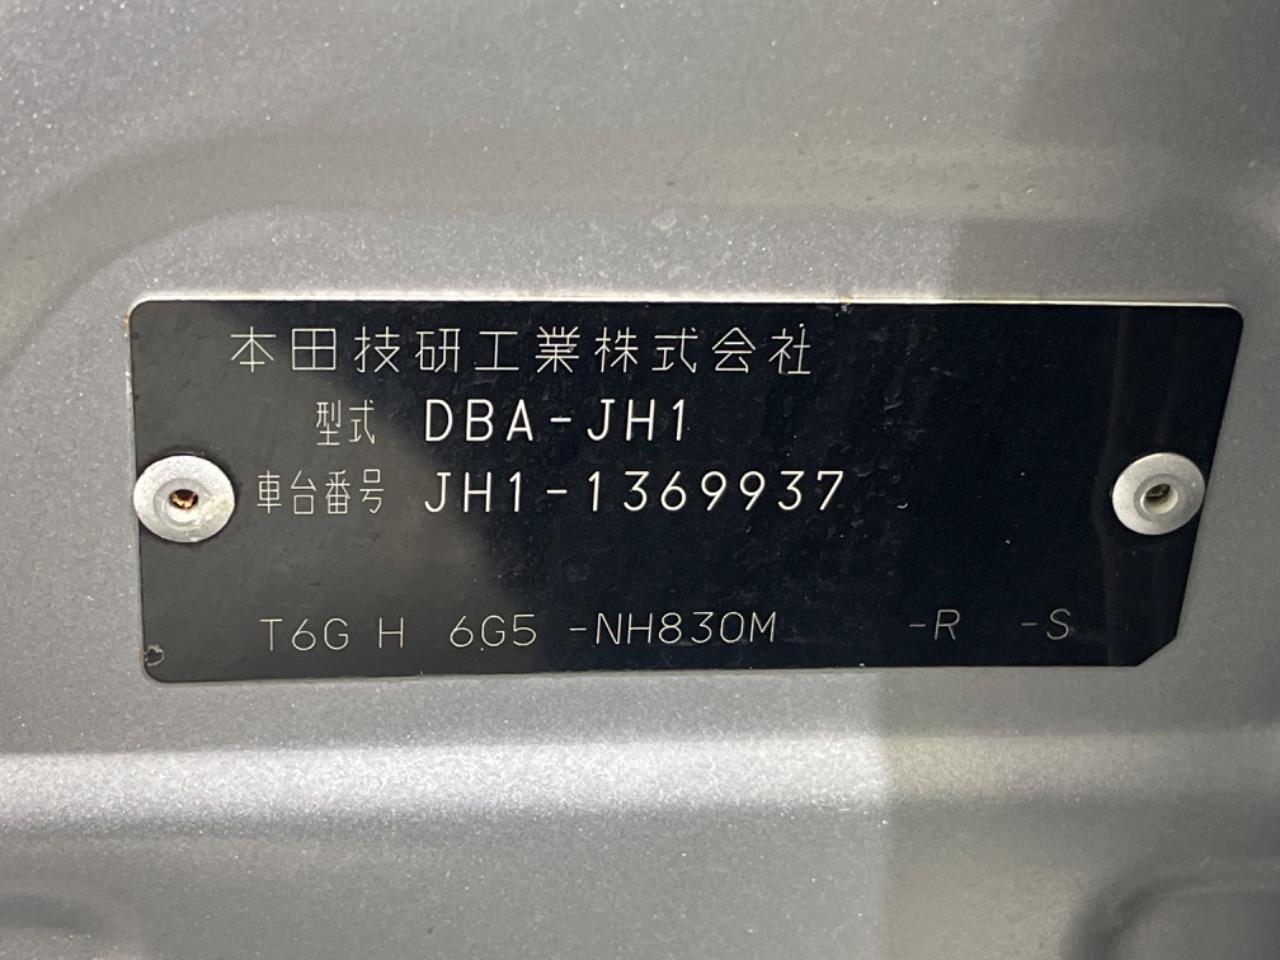 本田技研工業株式会社
型式 DBA-JH1
車台番号 JH1-1369937
T6G H 6G5 -NH830M -R -S